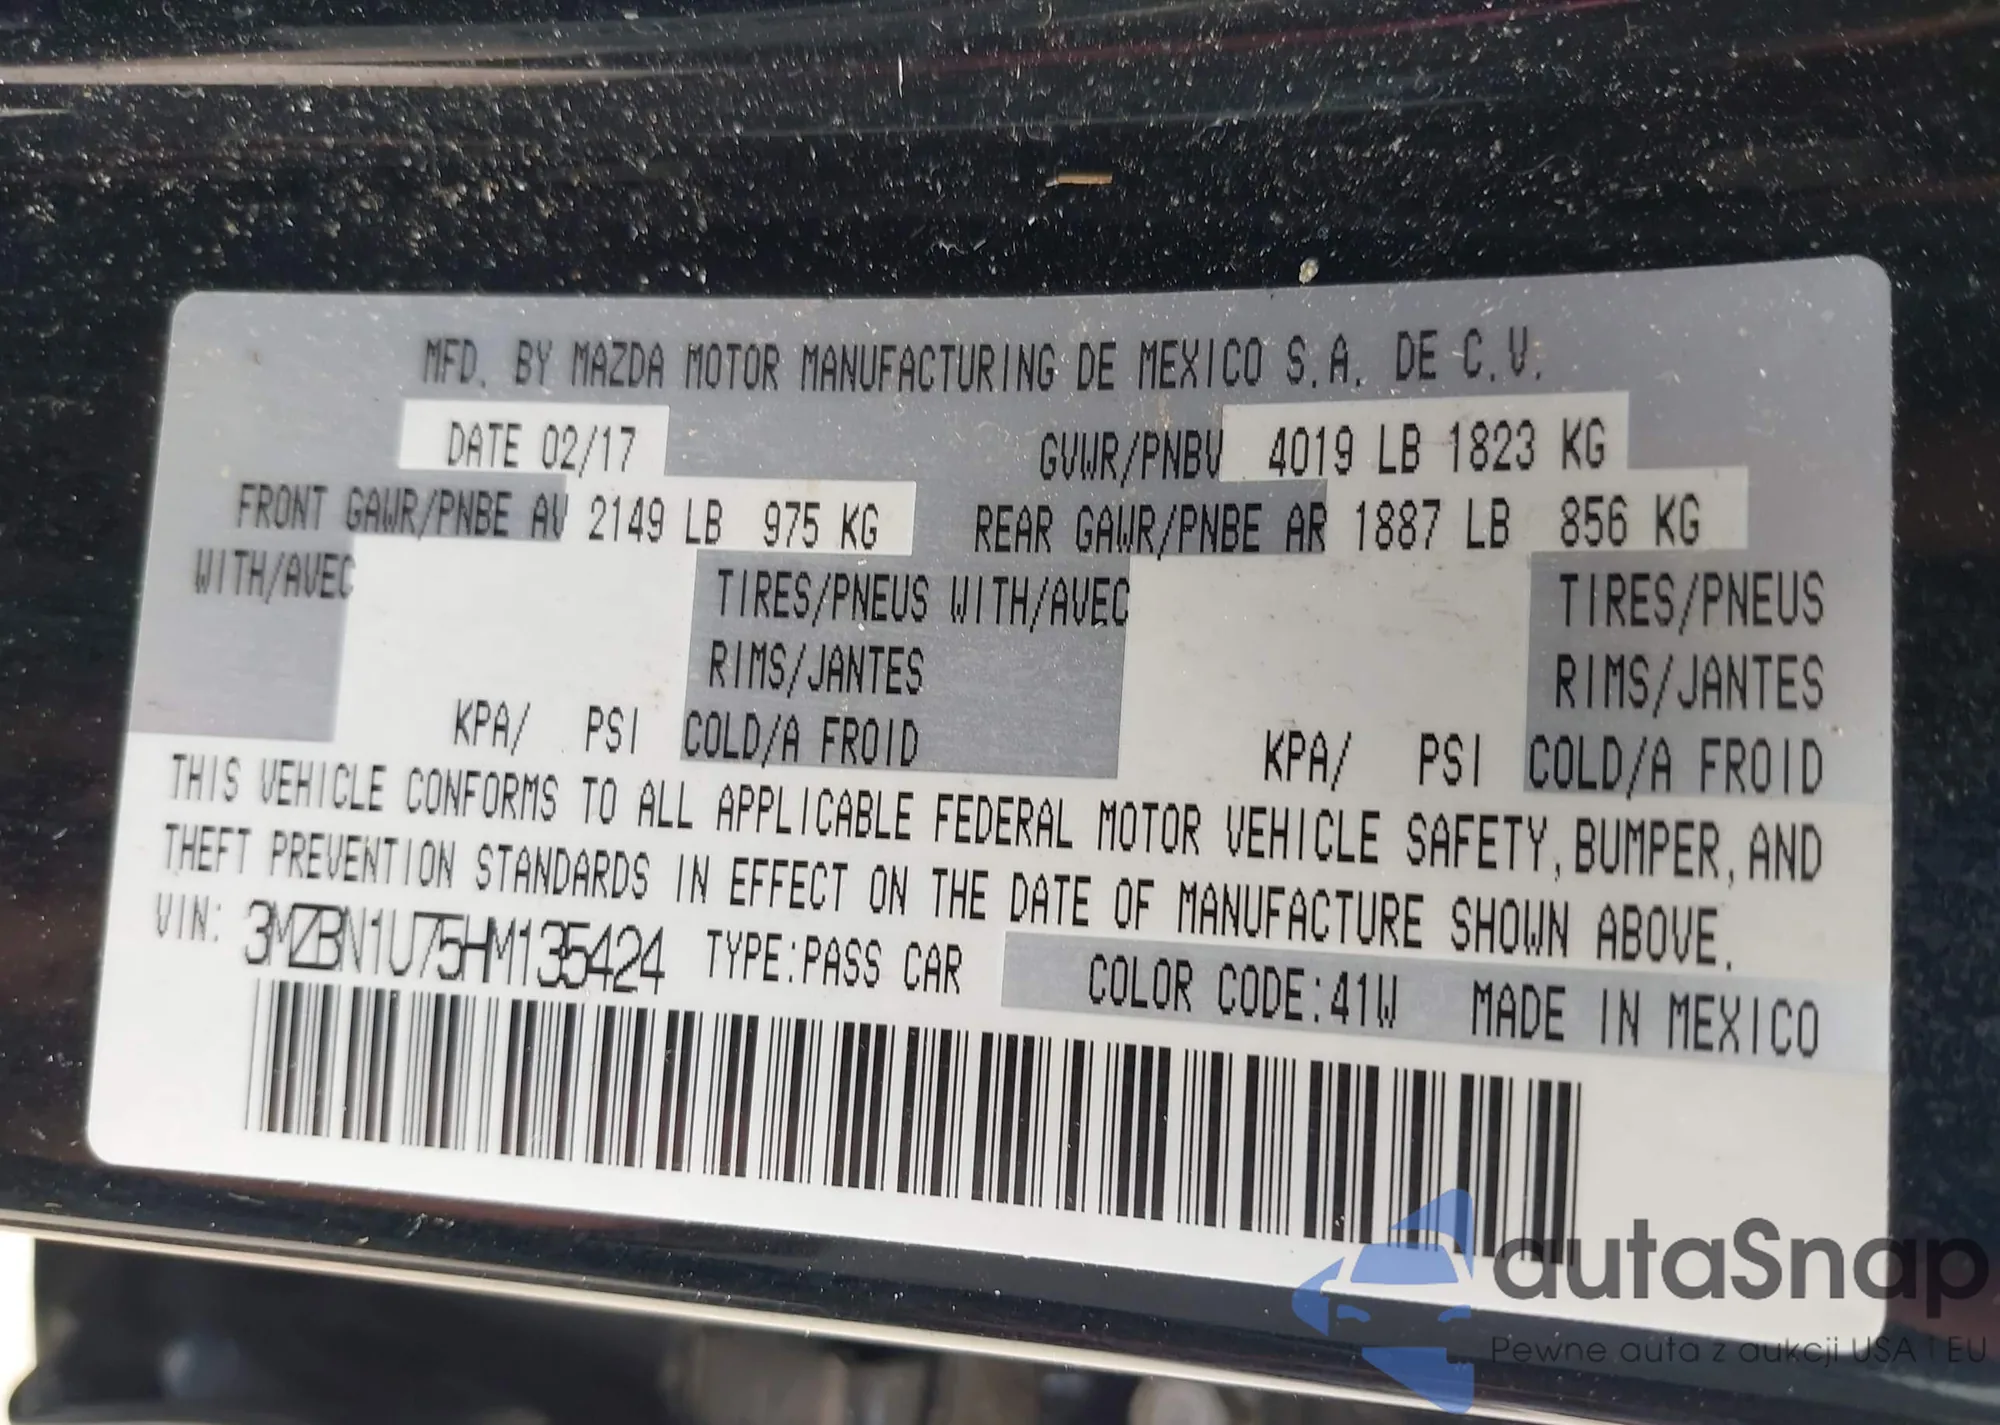 MFD. BY MAZDA MOTOR MANUFACTURING DE MEXICO S.A. DE C.V.
DATE 02/17 GVWR/PNBV 4019 LB 1823 KG
FRONT GAWR/PNBE AV 2149 LB 975 KG REAR GAWR/PNBE AR 1887 LB 856 KG
WITH/AVEC TIRES/PNEUS WITH/AVEC TIRES/PNEUS
RIMS/JANTES RIMS/JANTES
KPA/ PSI COLD/A FROID KPA/ PSI COLD/A FROID
THIS VEHICLE CONFORMS TO ALL APPLICABLE FEDERAL MOTOR VEHICLE SAFETY, BUMPER, AND
THEFT PREVENTION STANDARDS IN EFFECT ON THE DATE OF MANUFACTURE SHOWN ABOVE.
VIN: 3MZBN1U75HM135424 TYPE:PASS CAR COLOR CODE:41W MADE IN MEXICO
autaSnap
Pewne auta z aukcji USA i EU